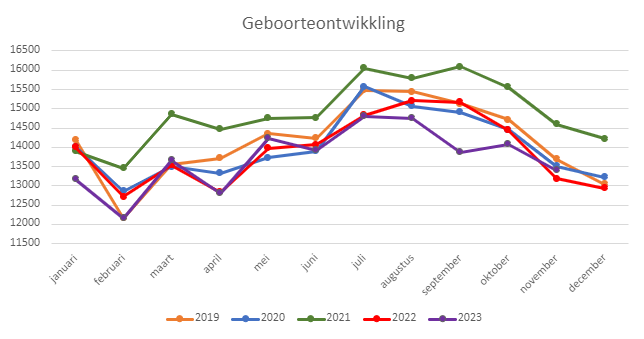 Geboorteontwikkling
16500
16000
15500
15000
14500
14000
13500
13000
12500
12000
11500
januari
februari
maart
april
mei
juni
juli
augustus
september
oktober
november
december
2019 2020 2021 2022 2023